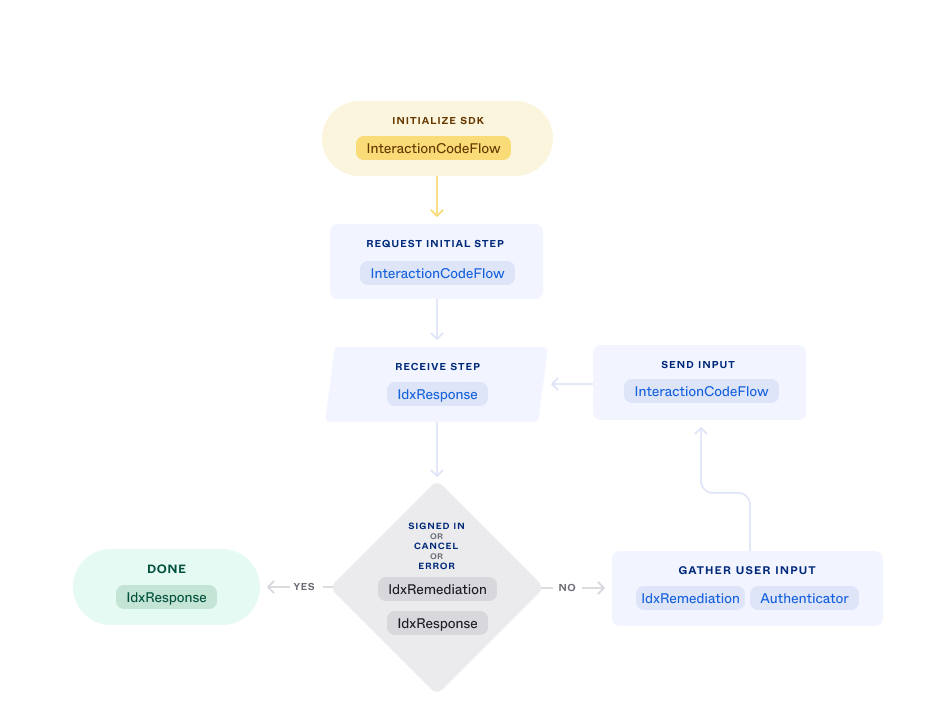 INITIALIZE SDK
InteractionCodeFlow
REQUEST INITIAL STEP
InteractionCodeFlow
RECEIVE STEP
IdxResponse
SEND INPUT
InteractionCodeFlow
SIGNED IN
OR
CANCEL
OR
ERROR
IdxRemediation
IdxResponse
YES
DONE
IdxResponse
NO
GATHER USER INPUT
IdxRemediation Authenticator